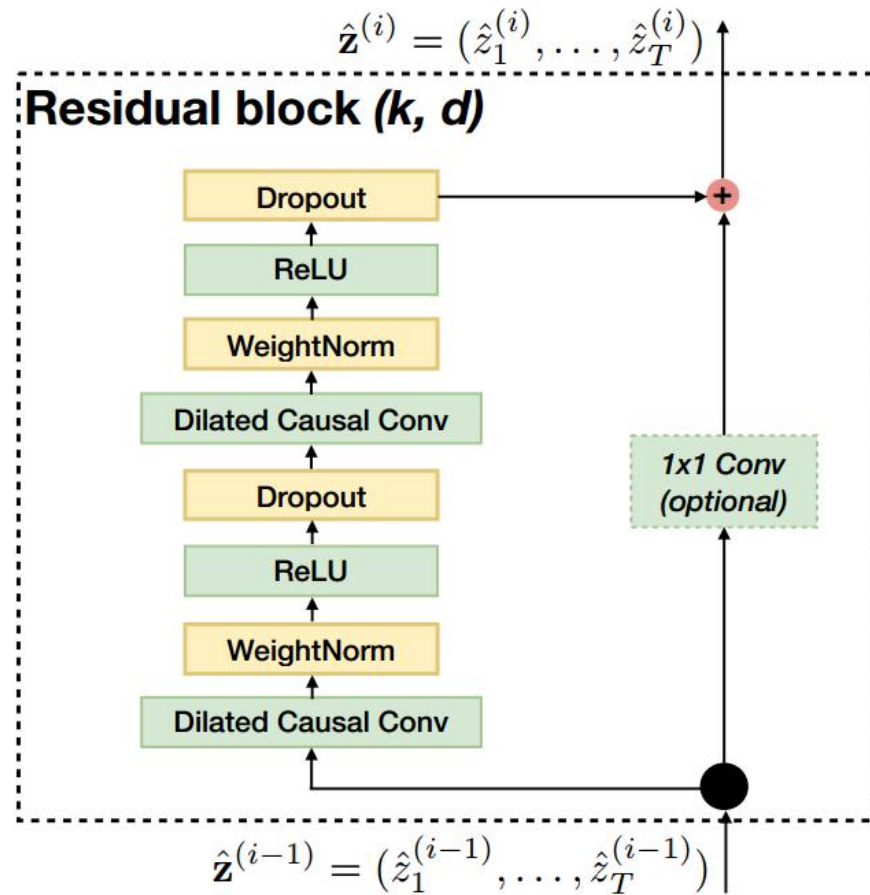 ẑ^(i) = (ẑ_1^(i), . . . , ẑ_T^(i))
Residual block (k, d)
Dropout
+
ReLU
WeightNorm
Dilated Causal Conv
Dropout
1x1 Conv
(optional)
ReLU
WeightNorm
Dilated Causal Conv
ẑ^(i−1) = (ẑ_1^(i−1), . . . , ẑ_T^(i−1))